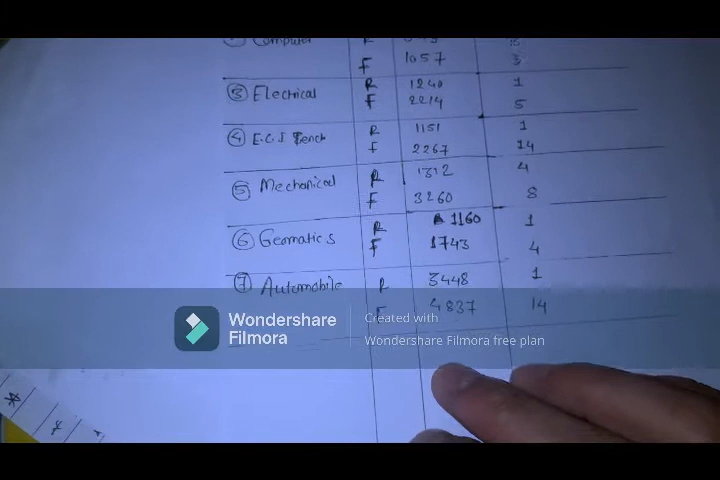 Computer R
F 1057 3
③ Electrical R 1240 1
F 2214 5
④ E.C.I Tench R 1151 1
F 2267 14
⑤ Mechanical R 1312 4
F 3260 8
⑥ Geomatics R 1160 1
F 1743 4
⑦ Automobile R 3448 1
F 4837 14
Wondershare
Filmora
Created with
Wondershare Filmora free plan